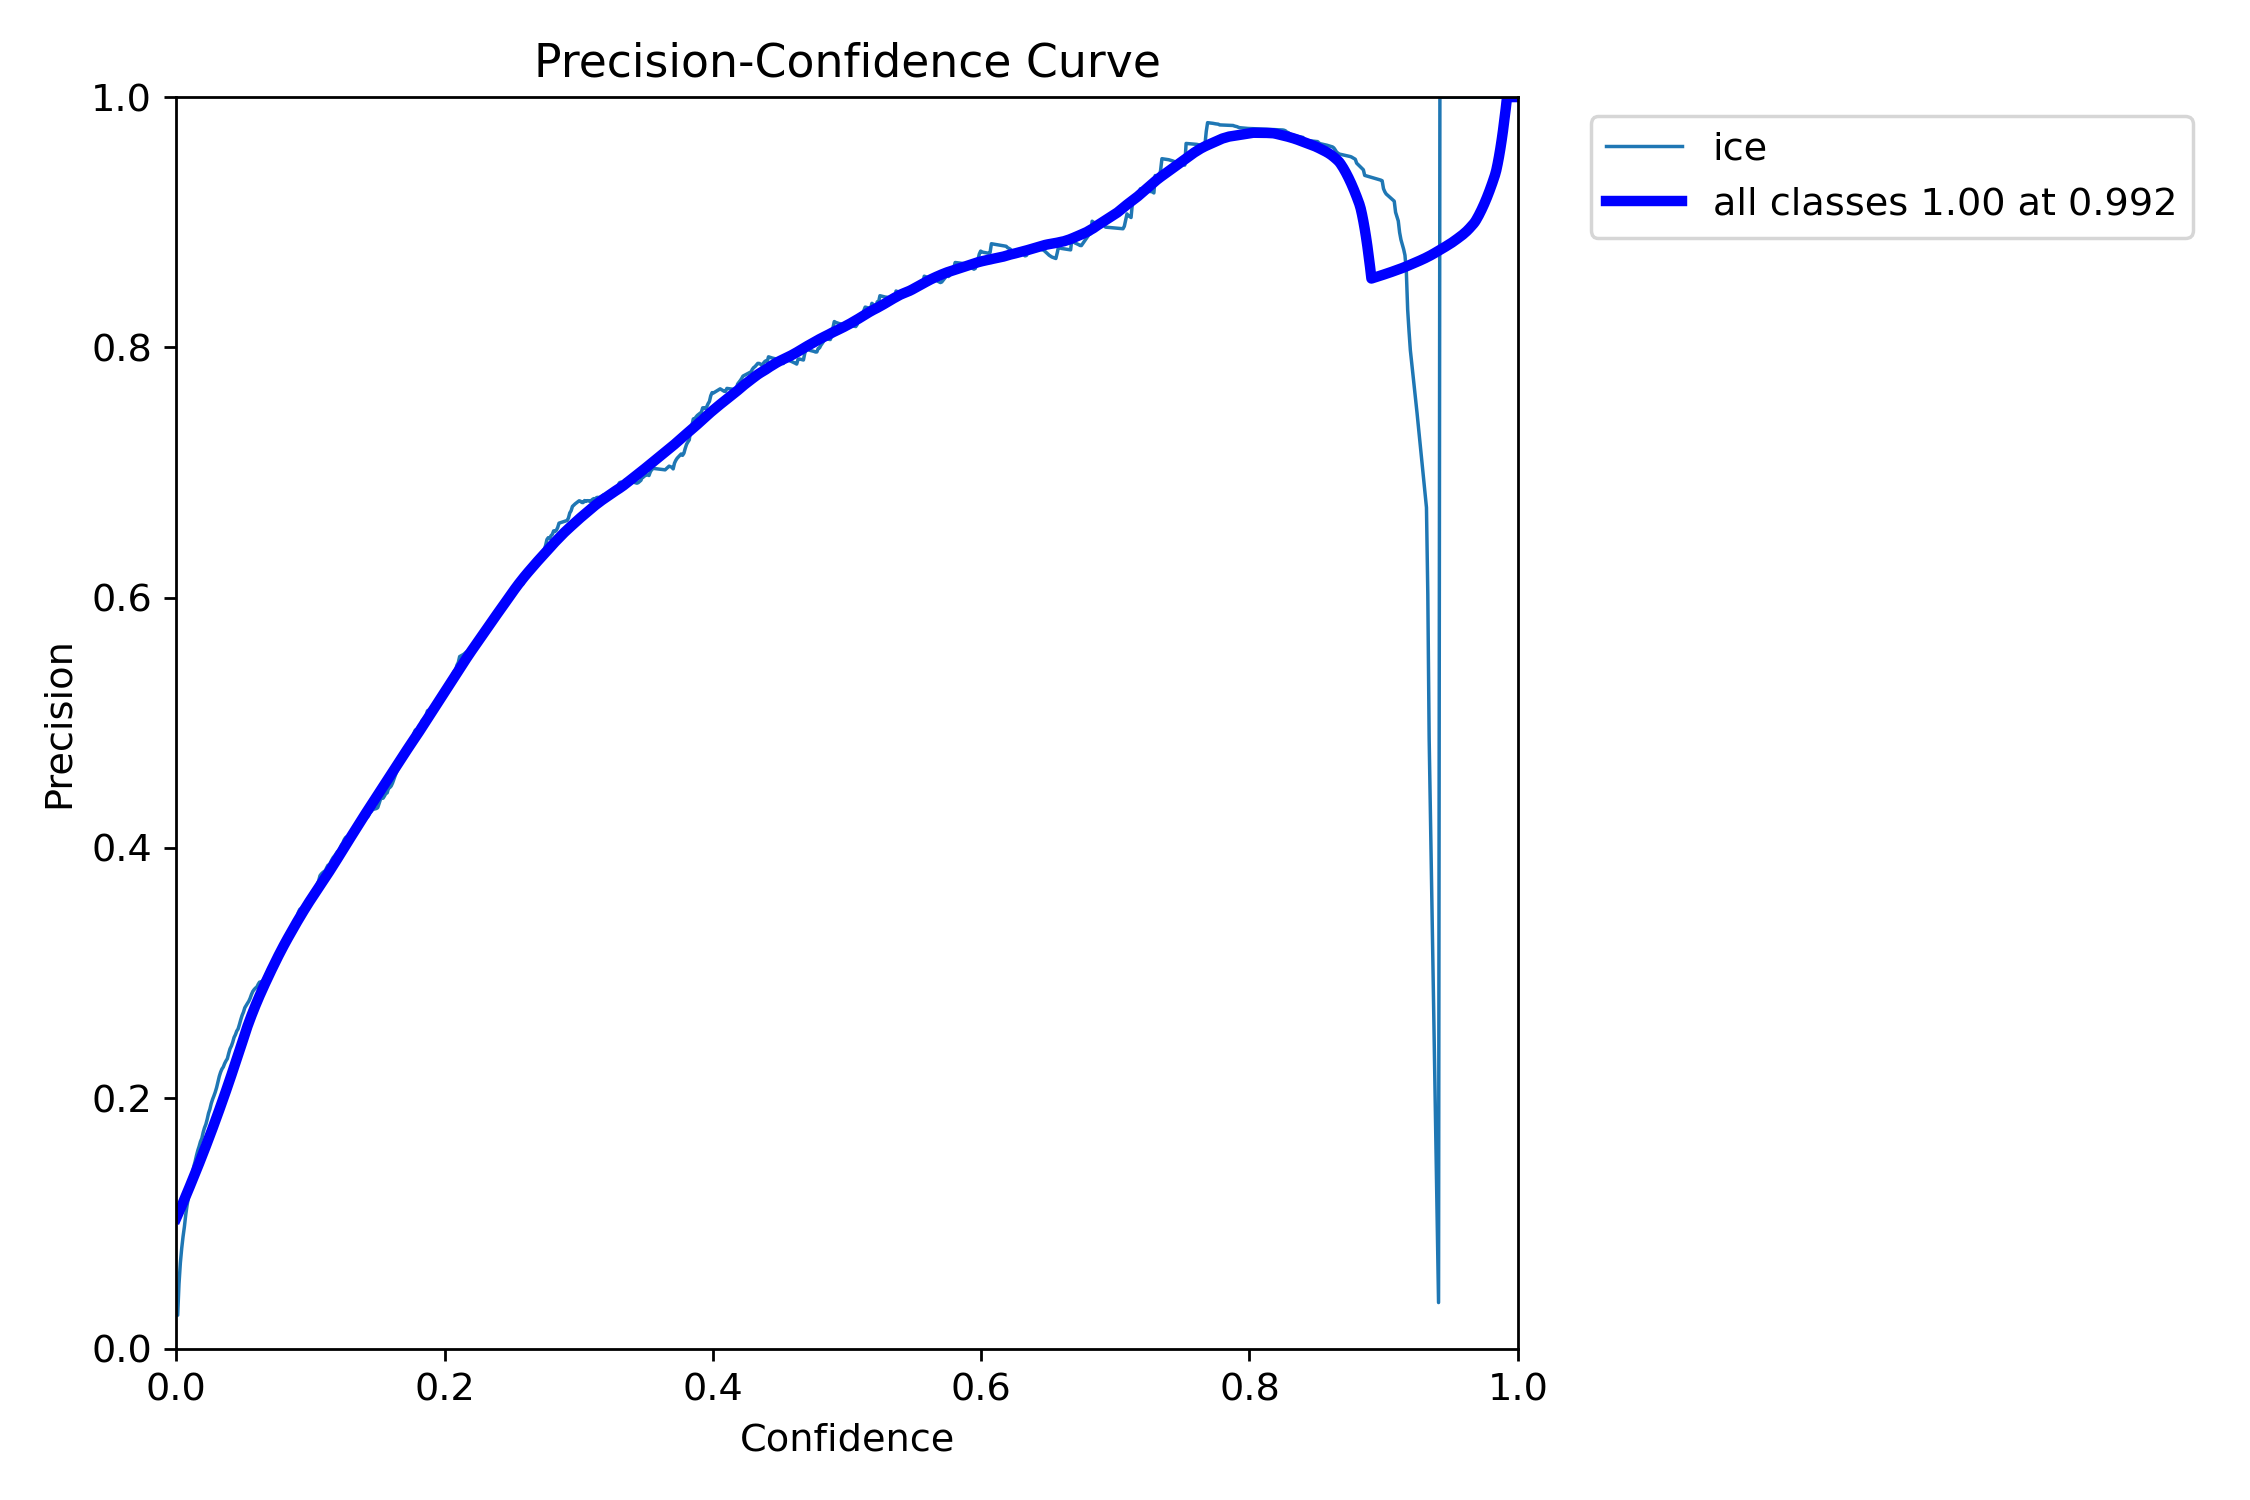 Precision-Confidence Curve
1.0
0.8
0.6
0.4
0.2
0.0
Precision
0.0 0.2 0.4 0.6 0.8 1.0
Confidence
ice
all classes 1.00 at 0.992